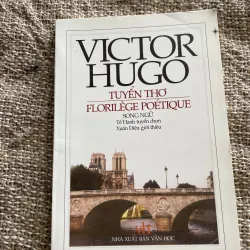 VICTOR
HUGO
TUYỂN THƠ
FLORILÈGE POÉTIQUE
SONG NGỮ
Tế Hanh tuyển chọn
Xuân Diệu giới thiệu
NHÀ XUẤT BẢN VĂN HỌC